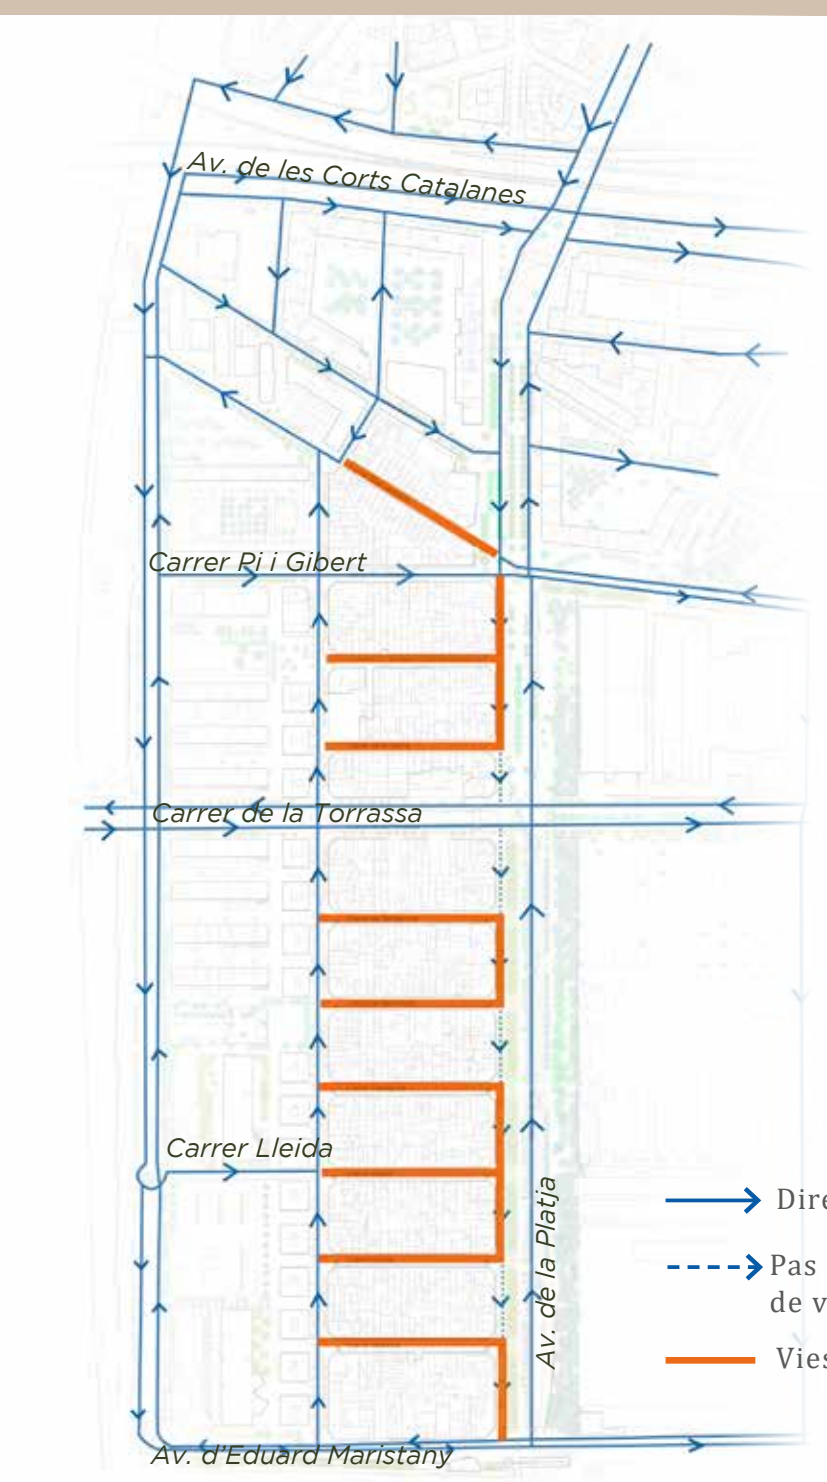 Av. de les Corts Catalanes
Carrer Pi i Gibert
Carrer de la Torrassa
Carrer Lleida
Av. de la Platja
Dire
Pas
de v
Vies
Av. d'Eduard Maristany